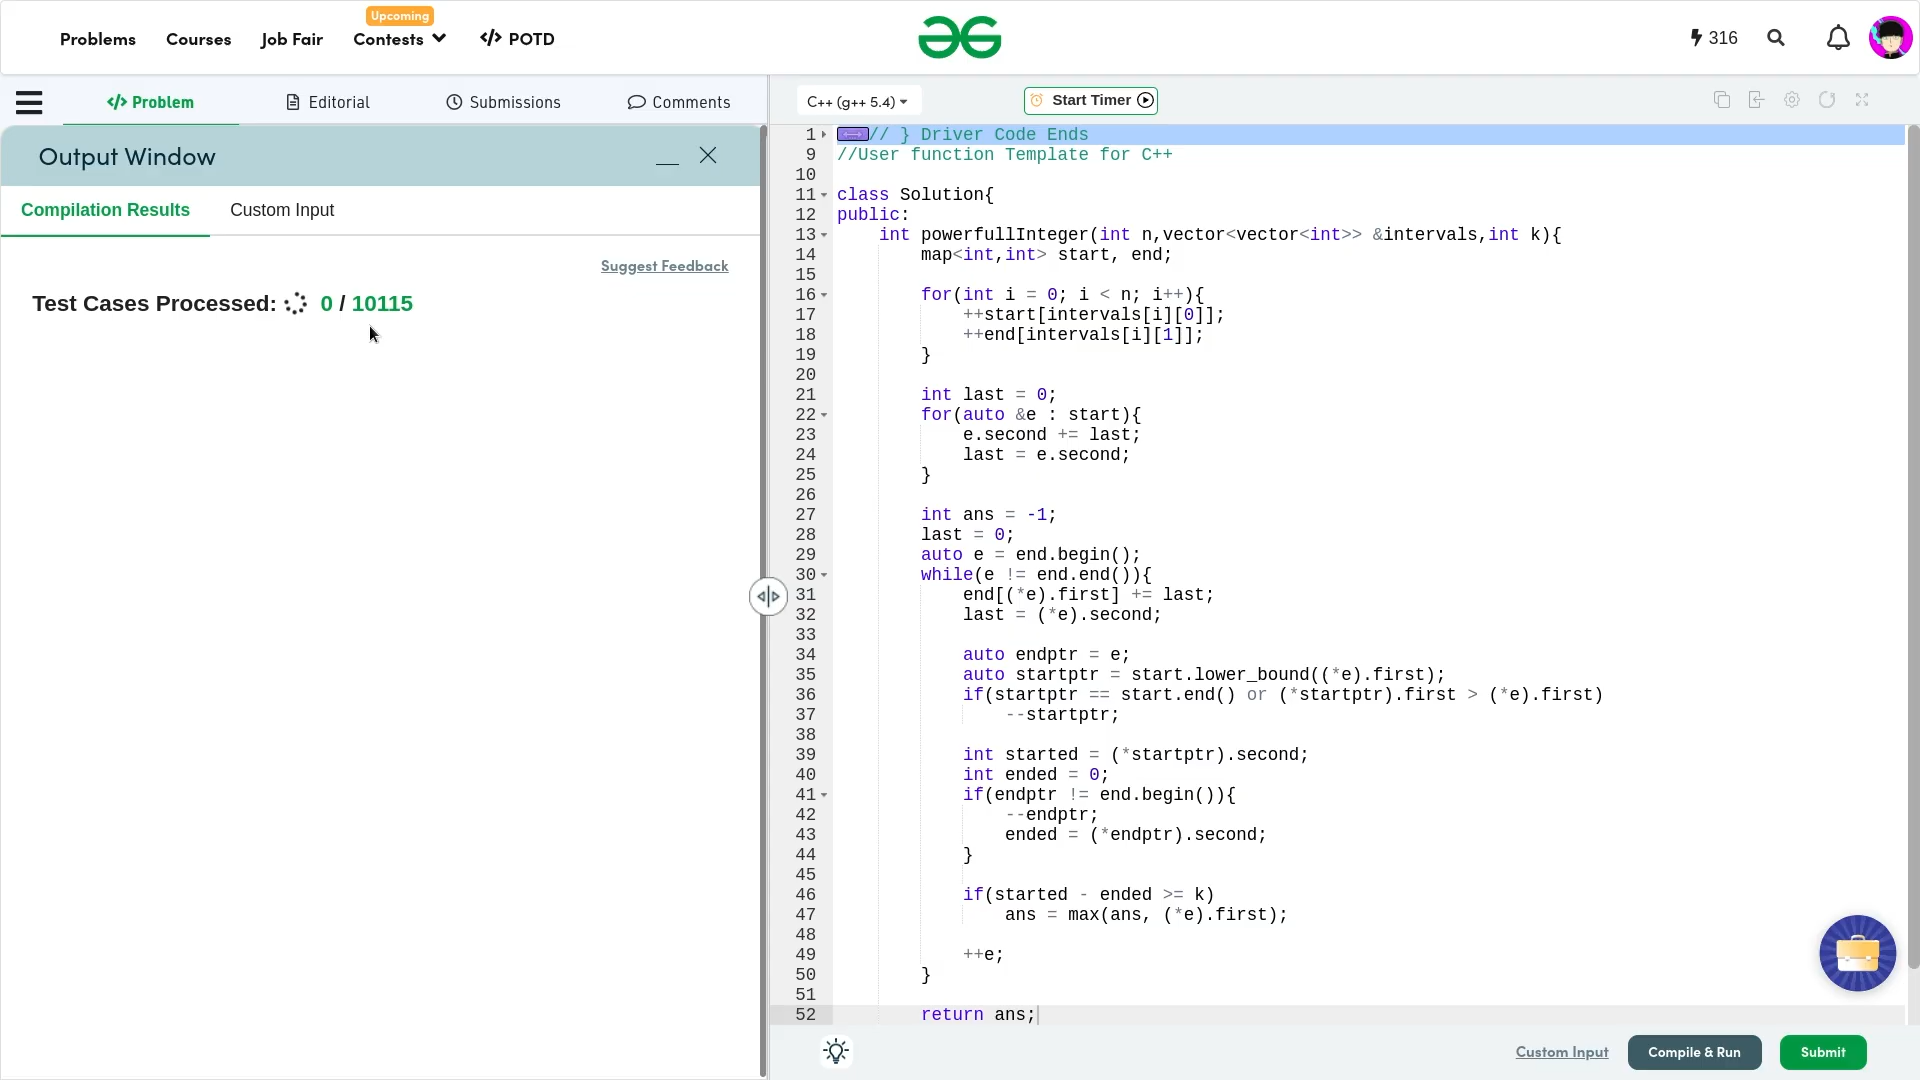 Upcoming
Problems Courses Job Fair Contests </> POTD
316
</> Problem Editorial Submissions Comments
Output Window
Compilation Results Custom Input
Suggest Feedback
Test Cases Processed: 0 / 10115
C++ (g++ 5.4) Start Timer
1 // } Driver Code Ends
9 //User function Template for C++
10
11 class Solution{
12 public:
13     int powerfullInteger(int n,vector<vector<int>> &intervals,int k){
14         map<int,int> start, end;
15
16         for(int i = 0; i < n; i++){
17             ++start[intervals[i][0]];
18             ++end[intervals[i][1]];
19         }
20
21         int last = 0;
22         for(auto &e : start){
23             e.second += last;
24             last = e.second;
25         }
26
27         int ans = -1;
28         last = 0;
29         auto e = end.begin();
30         while(e != end.end()){
31             end[(*e).first] += last;
32             last = (*e).second;
33
34             auto endptr = e;
35             auto startptr = start.lower_bound((*e).first);
36             if(startptr == start.end() or (*startptr).first > (*e).first)
37                 --startptr;
38
39             int started = (*startptr).second;
40             int ended = 0;
41             if(endptr != end.begin()){
42                 --endptr;
43                 ended = (*endptr).second;
44             }
45
46             if(started - ended >= k)
47                 ans = max(ans, (*e).first);
48
49             ++e;
50         }
51
52         return ans;
Custom Input Compile & Run Submit